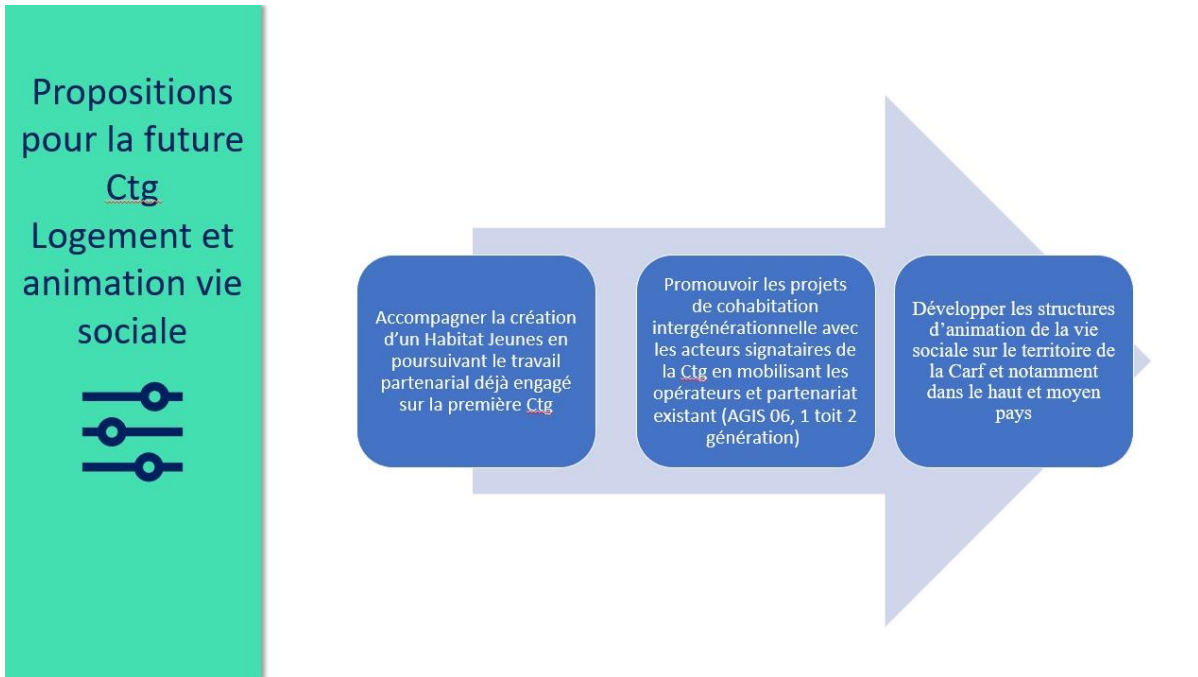 Propositions
pour la future
Ctg
Logement et
animation vie
sociale
Accompagner la création
d’un Habitat Jeunes en
poursuivant le travail
partenarial déjà engagé
sur la première Ctg
Promouvoir les projets
de cohabitation
intergénérationnelle avec
les acteurs signataires de
la Ctg en mobilisant les
opérateurs et partenariat
existant (AGIS 06, 1 toit 2
génération)
Développer les structures
d’animation de la vie
sociale sur le territoire de
la Carf et notamment
dans le haut et moyen
pays